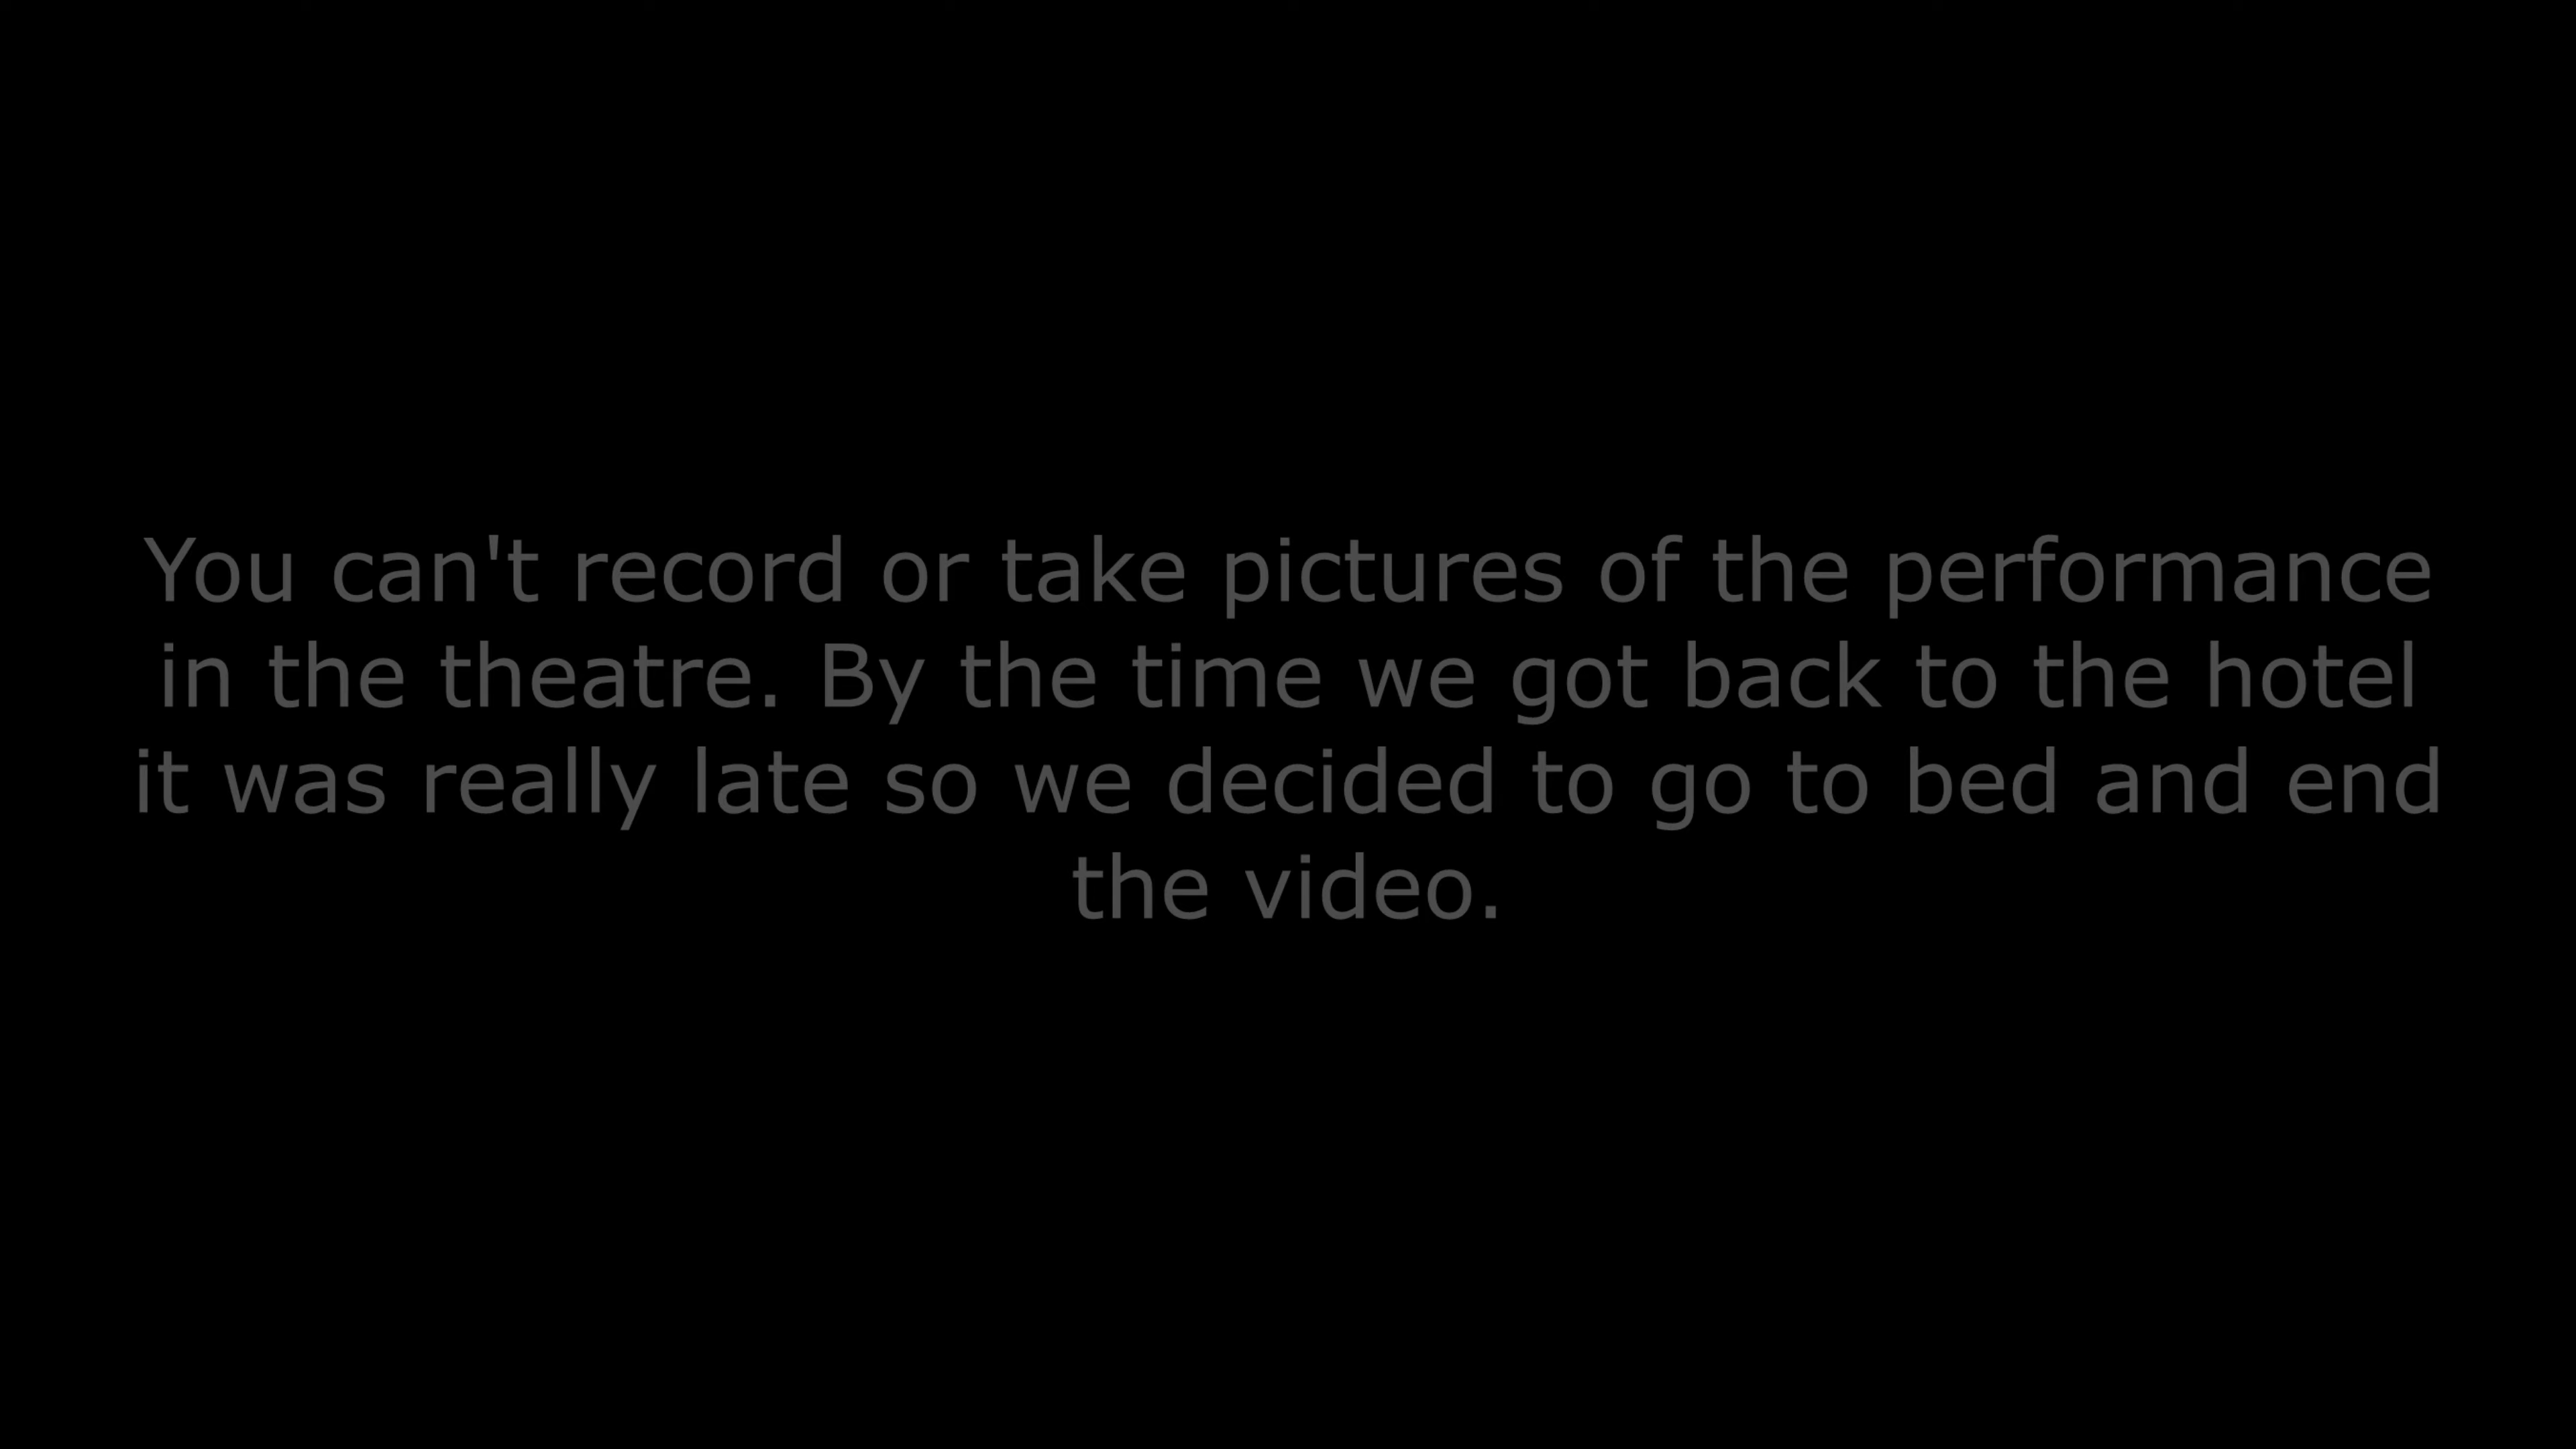 You can't record or take pictures of the performance
in the theatre. By the time we got back to the hotel
it was really late so we decided to go to bed and end
the video.